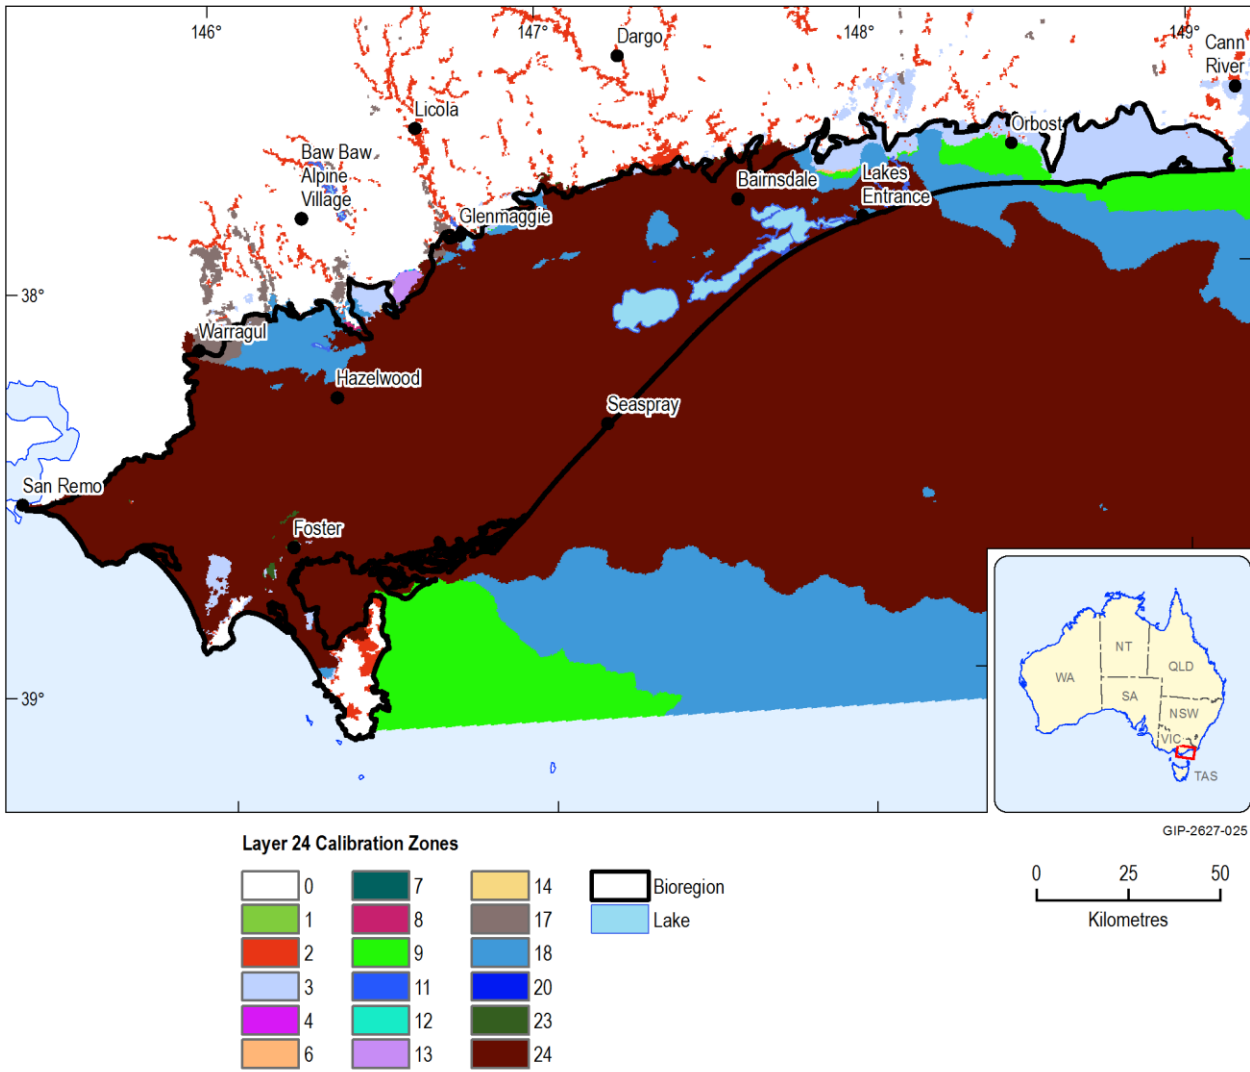 146°
147°
148°
149°
Dargo
Cann
River
Licola
Orbost
Baw Baw
Alpine
Village
Bairnsdale
Lakes
Entrance
Glenmaggie
38°
Warragul
Hazelwood
Seaspray
San Remo
Foster
39°
NT
QLD
WA
SA
NSW
VIC
TAS
GIP-2627-025
Layer 24 Calibration Zones
0
7
14
Bioregion
1
8
17
Lake
2
9
18
3
11
20
4
12
23
6
13
24
0 25 50
Kilometres